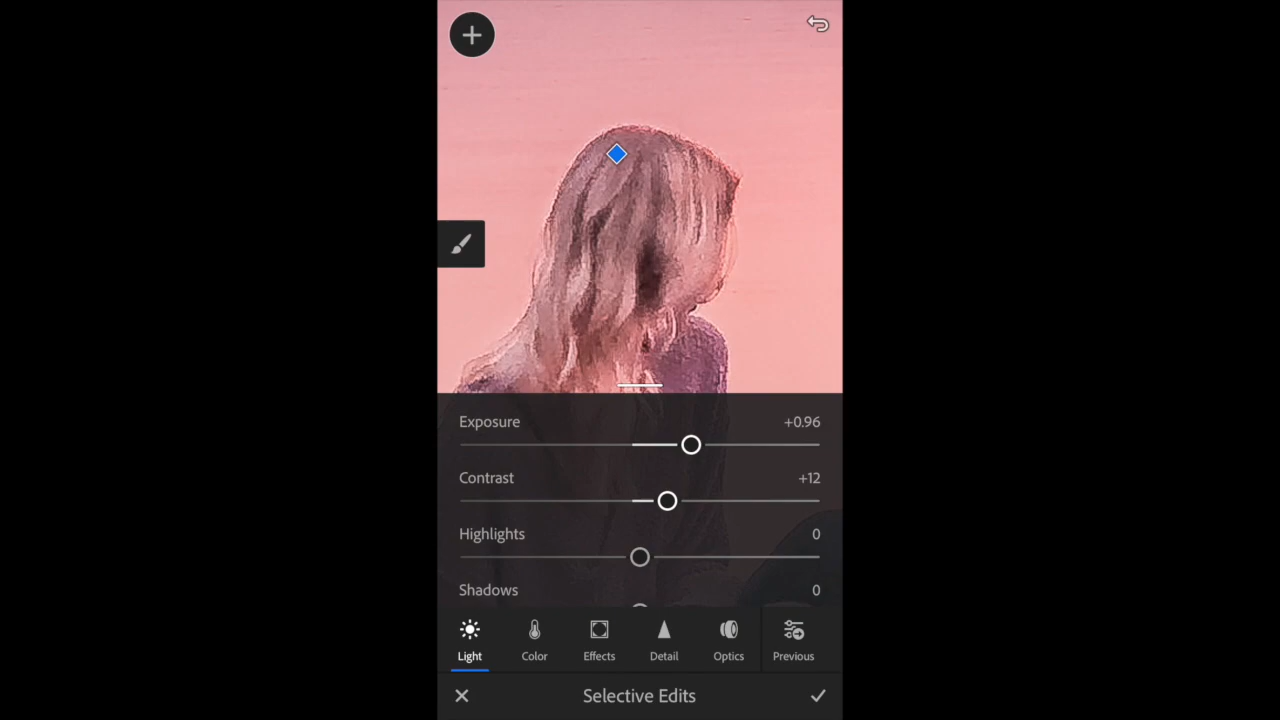 Exposure +0.96
Contrast +12
Highlights 0
Shadows 0
Light Color Effects Detail Optics Previous
Selective Edits